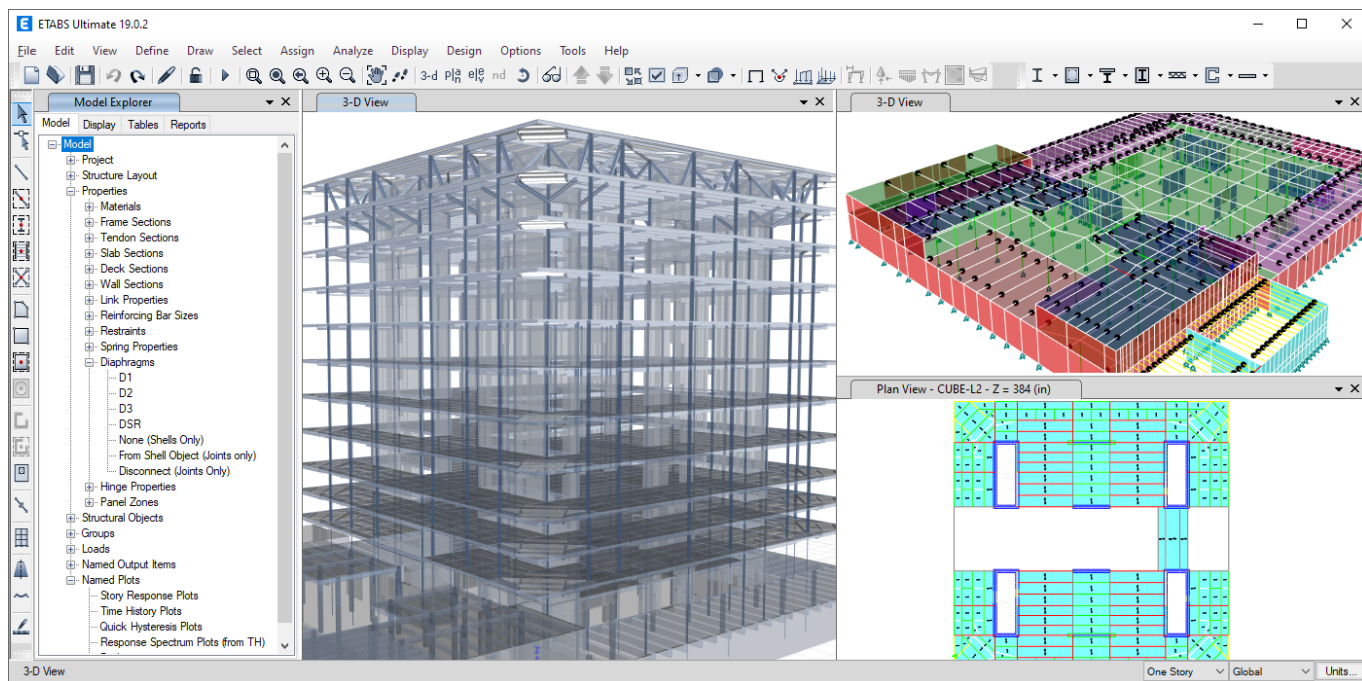 ETABS Ultimate 19.0.2
File Edit View Define Draw Select Assign Analyze Display Design Options Tools Help
3-d pla n ele v nd
Model Explorer
Model Display Tables Reports
Model
Project
Structure Layout
Properties
Materials
Frame Sections
Tendon Sections
Slab Sections
Deck Sections
Wall Sections
Link Properties
Reinforcing Bar Sizes
Restraints
Spring Properties
Diaphragms
D1
D2
D3
DSR
None (Shells Only)
From Shell Object (Joints only)
Disconnect (Joints Only)
Hinge Properties
Panel Zones
Structural Objects
Groups
Loads
Named Output Items
Named Plots
Story Response Plots
Time History Plots
Quick Hysteresis Plots
Response Spectrum Plots (from TH)
3-D View
Z
3-D View
Plan View - CUBE-L2 - Z = 384 (in)
3-D View
One Story Global Units...